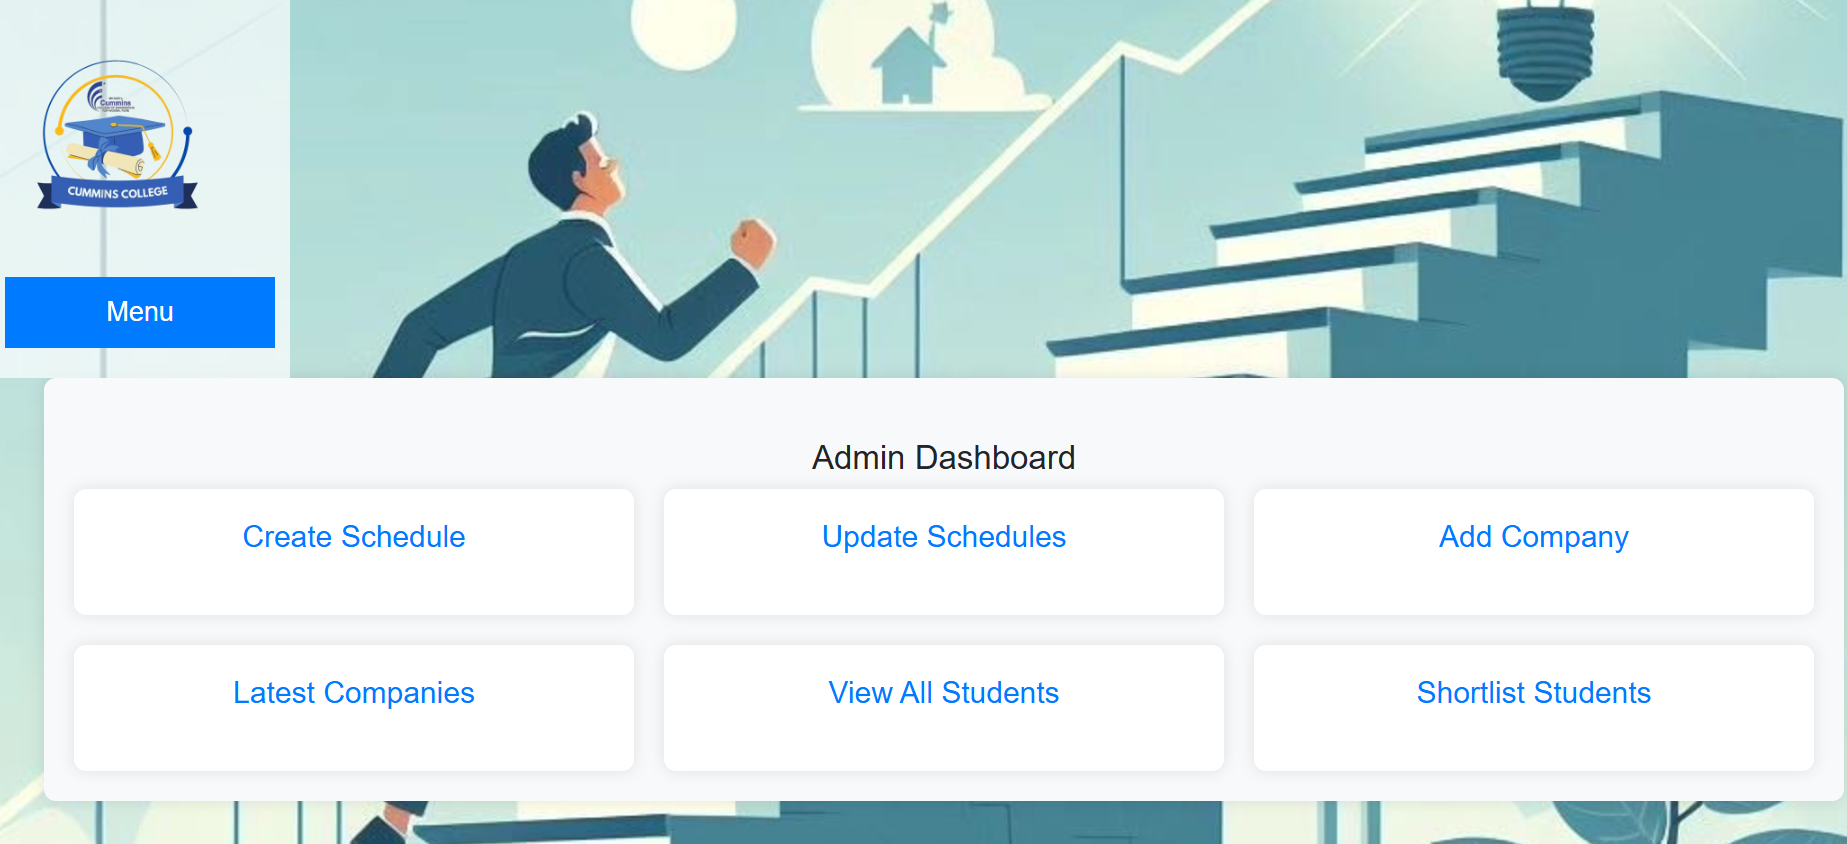 Cummins
CUMMINS COLLEGE
Menu
Admin Dashboard
Create Schedule
Update Schedules
Add Company
Latest Companies
View All Students
Shortlist Students